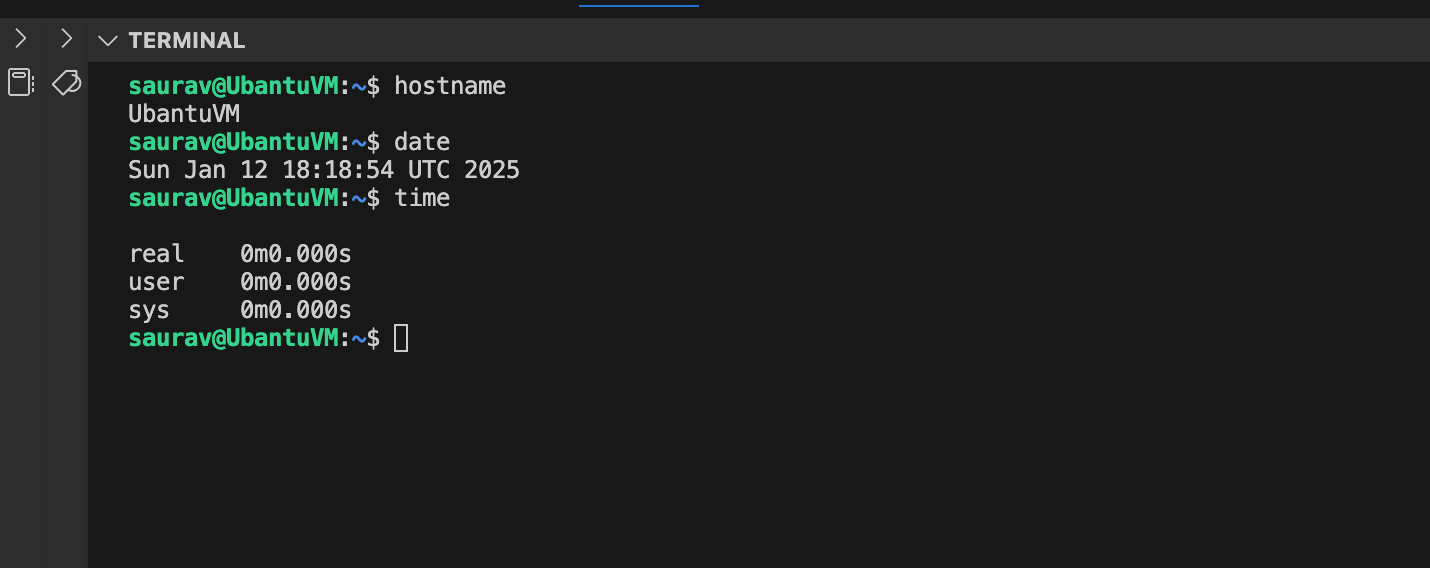 TERMINAL
saurav@UbantuVM:~$ hostname
UbantuVM
saurav@UbantuVM:~$ date
Sun Jan 12 18:18:54 UTC 2025
saurav@UbantuVM:~$ time
real    0m0.000s
user    0m0.000s
sys     0m0.000s
saurav@UbantuVM:~$